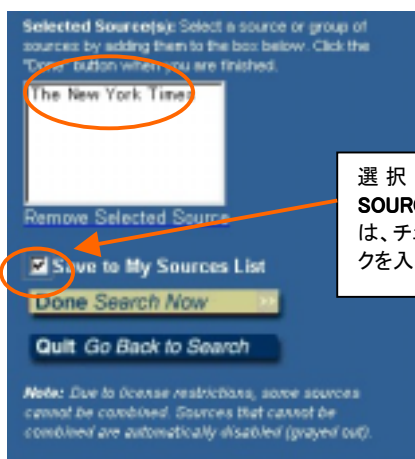 Selected Source(s): Select a source or group of
sources by adding them to the box below. Click the
"Done" button when you are finished.
The New York Times
Remove Selected Source
選 択
SOURC
は、チェ
クを入
Save to My Sources List
Done Search Now
Quit Go Back to Search
Note: Due to license restrictions, some sources
cannot be combined. Sources that cannot be
combined are automatically disabled (grayed out).